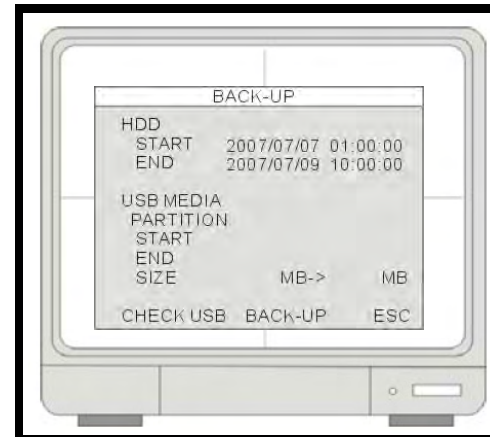 BACK-UP
HDD
START 2007/07/07 01:00:00
END 2007/07/09 10:00:00
USB MEDIA
PARTITION
START
END
SIZE MB-> MB
CHECK USB BACK-UP ESC